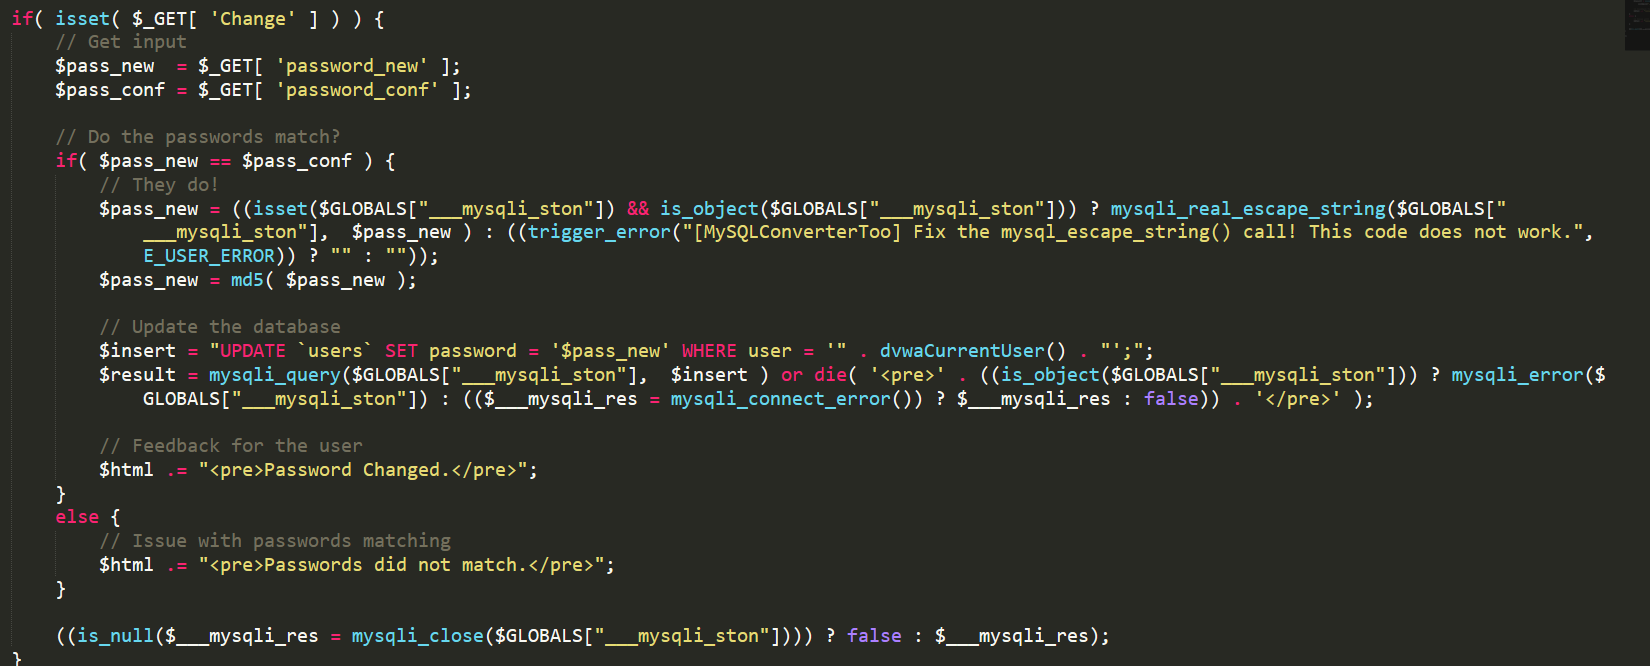 if( isset( $_GET[ 'Change' ] ) ) {
    // Get input
    $pass_new  = $_GET[ 'password_new' ];
    $pass_conf = $_GET[ 'password_conf' ];

    // Do the passwords match?
    if( $pass_new == $pass_conf ) {
        // They do!
        $pass_new = ((isset($GLOBALS["___mysqli_ston"]) && is_object($GLOBALS["___mysqli_ston"])) ? mysqli_real_escape_string($GLOBALS["
            ___mysqli_ston"],  $pass_new ) : ((trigger_error("[MySQLConverterToo] Fix the mysql_escape_string() call! This code does not work.",
            E_USER_ERROR)) ? "" : ""));
        $pass_new = md5( $pass_new );

        // Update the database
        $insert = "UPDATE `users` SET password = '$pass_new' WHERE user = '" . dvwaCurrentUser() . "';";
        $result = mysqli_query($GLOBALS["___mysqli_ston"],  $insert ) or die( '<pre>' . ((is_object($GLOBALS["___mysqli_ston"])) ? mysqli_error($
            GLOBALS["___mysqli_ston"]) : (($___mysqli_res = mysqli_connect_error()) ? $___mysqli_res : false)) . '</pre>' );

        // Feedback for the user
        $html .= "<pre>Password Changed.</pre>";
    }
    else {
        // Issue with passwords matching
        $html .= "<pre>Passwords did not match.</pre>";
    }

    ((is_null($___mysqli_res = mysqli_close($GLOBALS["___mysqli_ston"]))) ? false : $___mysqli_res);
}